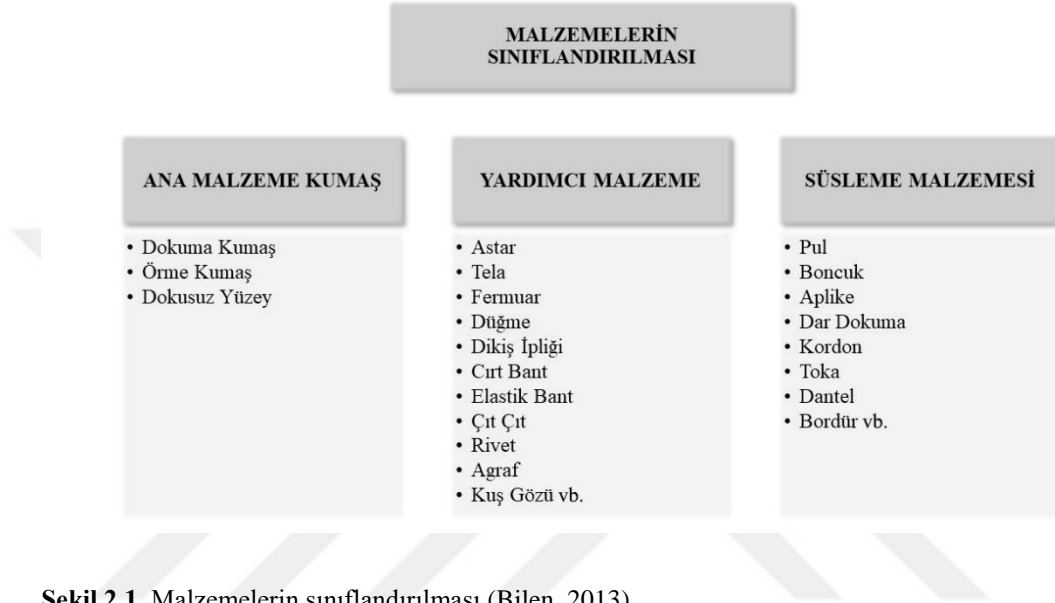 MALZEMELERİN
SINIFLANDIRILMASI
ANA MALZEME KUMAŞ
• Dokuma Kumaş
• Örme Kumaş
• Dokusuz Yüzey
YARDIMCI MALZEME
• Astar
• Tela
• Fermuar
• Düğme
• Dikiş İpliği
• Cırt Bant
• Elastik Bant
• Çıt Çıt
• Rivet
• Agraf
• Kuş Gözü vb.
SÜSLEME MALZEMESİ
• Pul
• Boncuk
• Aplike
• Dar Dokuma
• Kordon
• Toka
• Dantel
• Bordür vb.
Şekil 2.1. Malzemelerin sınıflandırılması (Bilen, 2013)